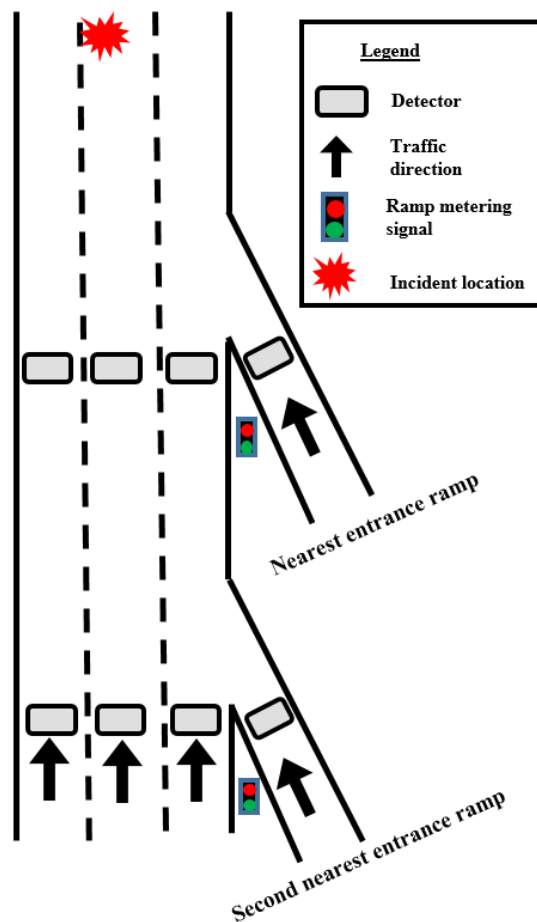 Legend
Detector
Traffic
direction
Ramp metering
signal
Incident location
Nearest entrance ramp
Second nearest entrance ramp